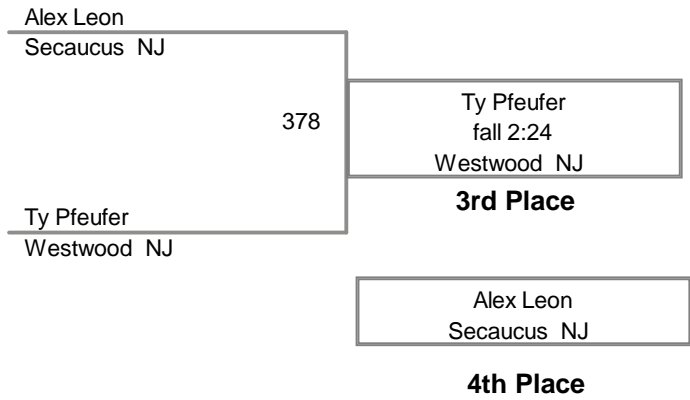 Alex Leon
Secaucus NJ
378
Ty Pfeufer
fall 2:24
Westwood NJ
3rd Place
Ty Pfeufer
Westwood NJ
Alex Leon
Secaucus NJ
4th Place